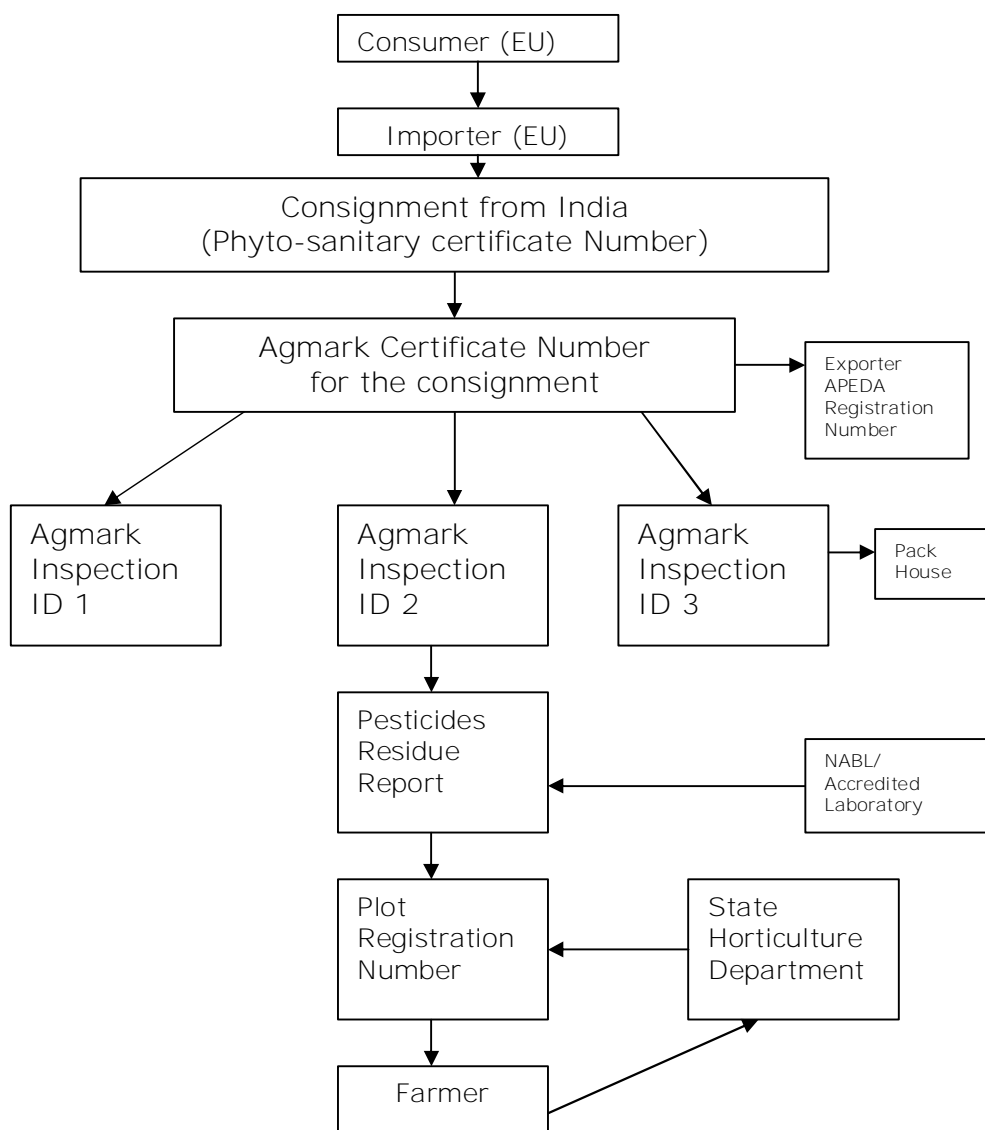 Consumer (EU)
Importer (EU)
Consignment from India
(Phyto-sanitary certificate Number)
Agmark Certificate Number
for the consignment
Exporter
APEDA
Registration
Number
Agmark
Inspection
ID 1
Agmark
Inspection
ID 2
Agmark
Inspection
ID 3
Pack
House
Pesticides
Residue
Report
NABL/
Accredited
Laboratory
Plot
Registration
Number
State
Horticulture
Department
Farmer